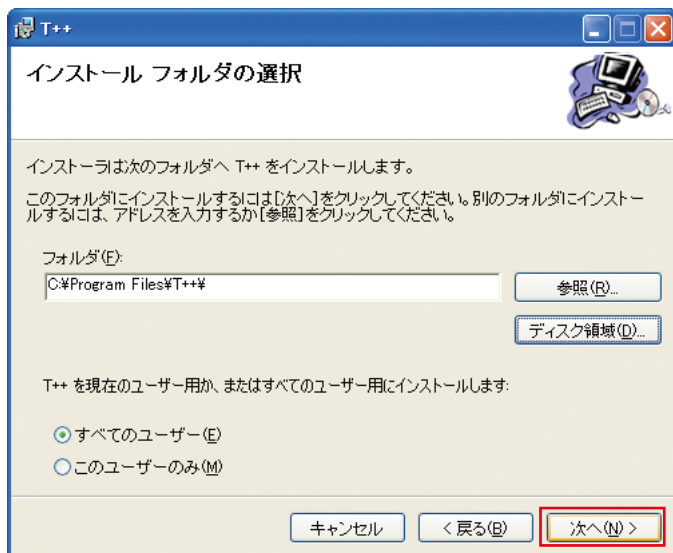 T++
インストール フォルダの選択
インストーラは次のフォルダへ T++ をインストールします。
このフォルダにインストールするには[次へ]をクリックしてください。別のフォルダにインストー
ルするには、アドレスを入力するか[参照]をクリックしてください。
フォルダ(F):
C:¥Program Files¥T++¥
参照(R)...
ディスク領域(D)...
T++ を現在のユーザー用か、またはすべてのユーザー用にインストールします:
すべてのユーザー(E)
このユーザーのみ(M)
キャンセル
< 戻る(B)
次へ(N) >